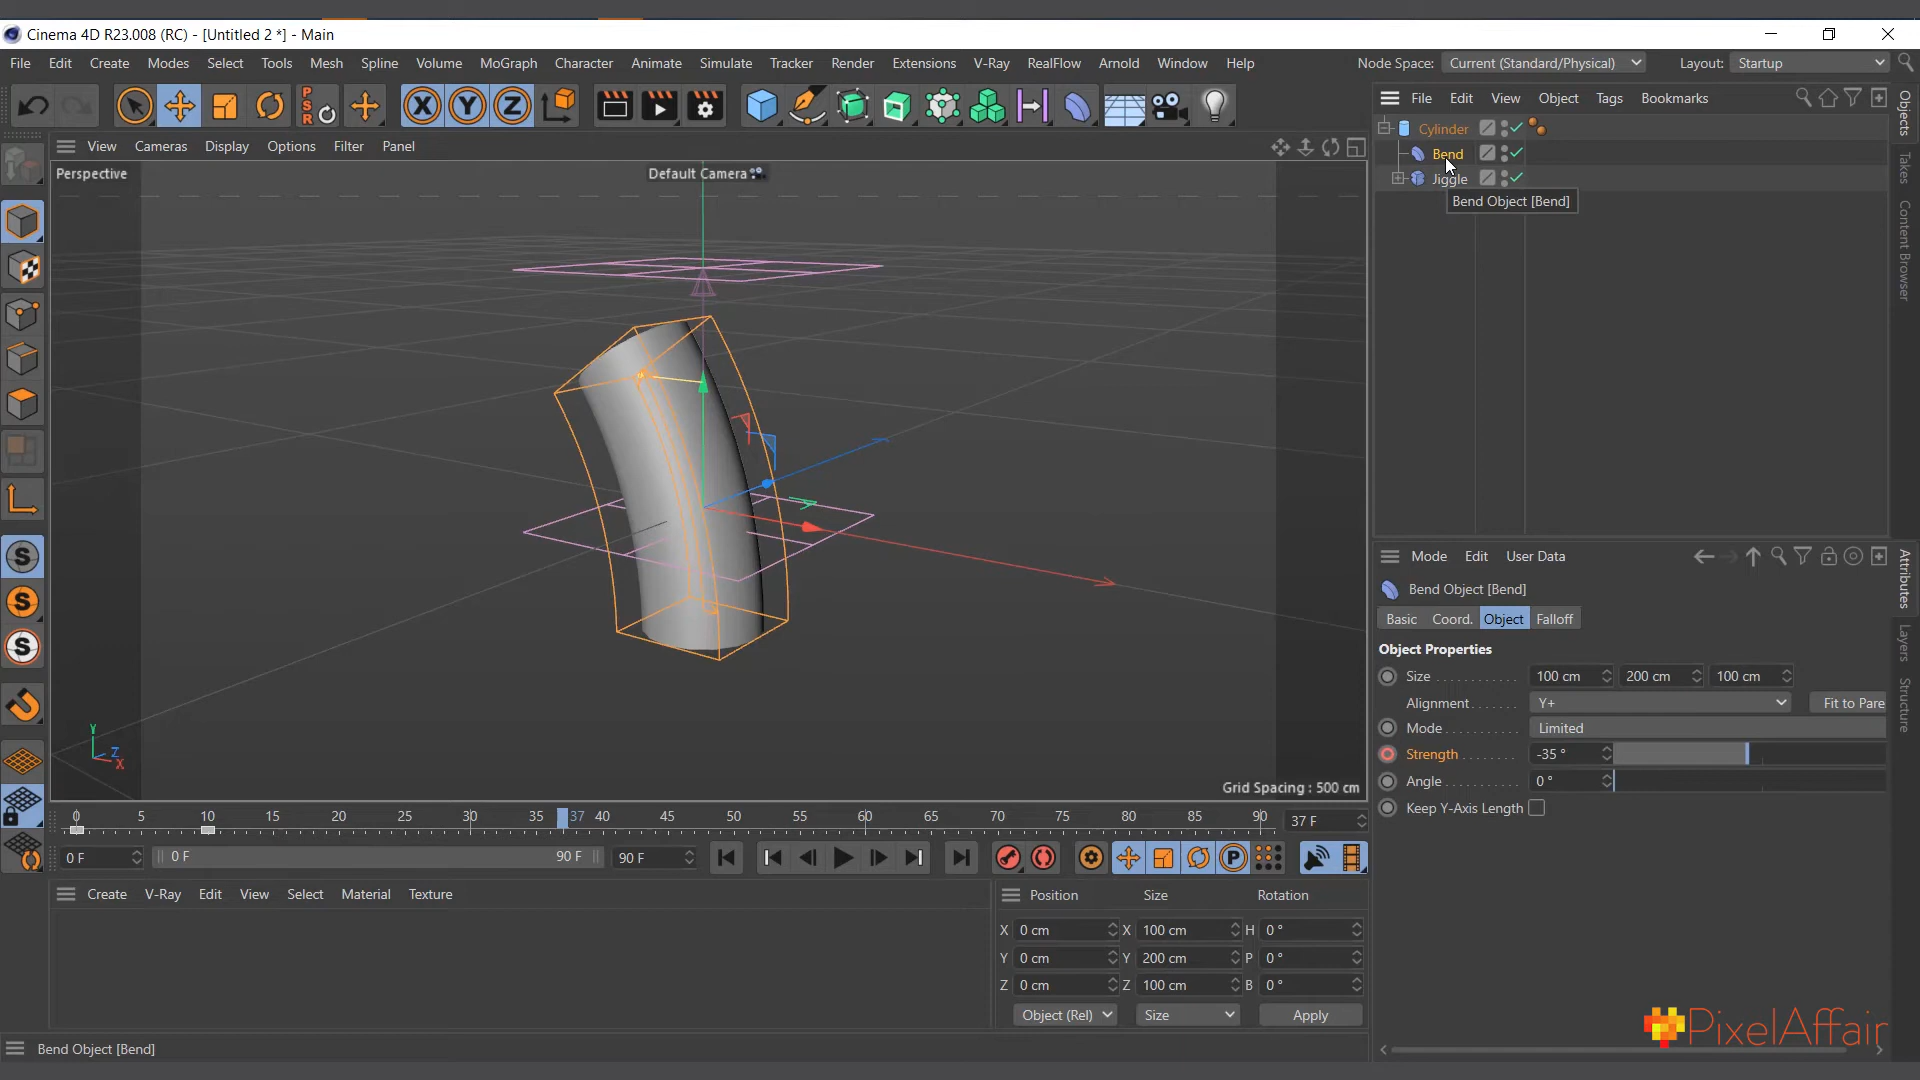 Cinema 4D R23.008 (RC) - [Untitled 2 *] - Main
File Edit Create Modes Select Tools Mesh Spline Volume MoGraph Character Animate Simulate Tracker Render Extensions V-Ray RealFlow Arnold Window Help Node Space: Current (Standard/Physical) Layout: Startup
PSR X Y Z
File Edit View Object Tags Bookmarks
Objects
Takes
Content Browser
Cylinder
Bend
Jiggle
Bend Object [Bend]
View Cameras Display Options Filter Panel
Perspective
Default Camera
Y
Z
X
Grid Spacing : 500 cm
S
S
S
Mode Edit User Data
Attributes
Layers
Structure
Bend Object [Bend]
Basic Coord. Object Falloff
Object Properties
Size 100 cm 200 cm 100 cm
Alignment Y+ Fit to Pare
Mode Limited
Strength -35 °
Angle 0 °
Keep Y-Axis Length
0 5 10 15 20 25 30 35 37 40 45 50 55 60 65 70 75 80 85 90 37 F
0 F 0 F 90 F 90 F P
Create V-Ray Edit View Select Material Texture
Position Size Rotation
X 0 cm X 100 cm H 0 °
Y 0 cm Y 200 cm P 0 °
Z 0 cm Z 100 cm B 0 °
Object (Rel) Size Apply
Bend Object [Bend]
PixelAffair